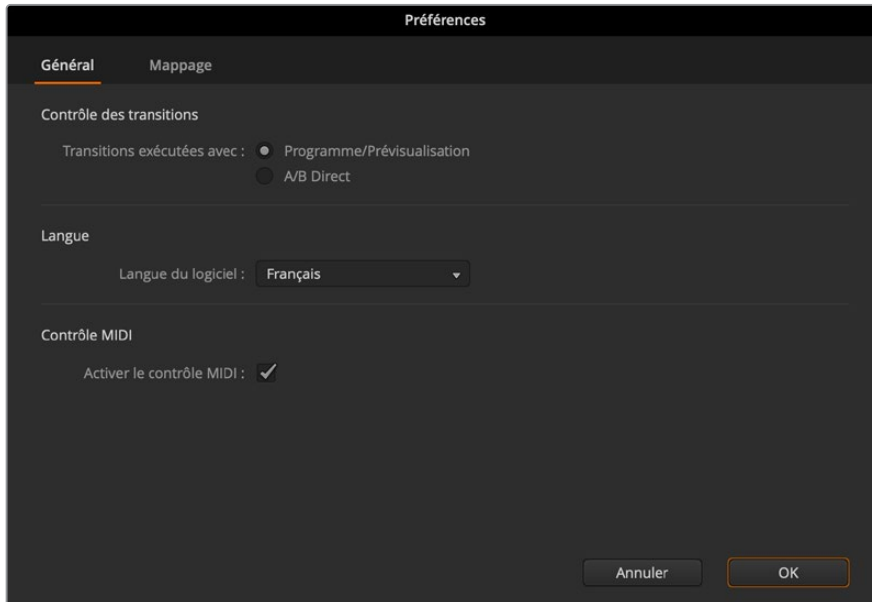 Préférences
Général Mappage
Contrôle des transitions
Transitions exécutées avec : Programme/Prévisualisation
A/B Direct
Langue
Langue du logiciel : Français
Contrôle MIDI
Activer le contrôle MIDI :
Annuler OK